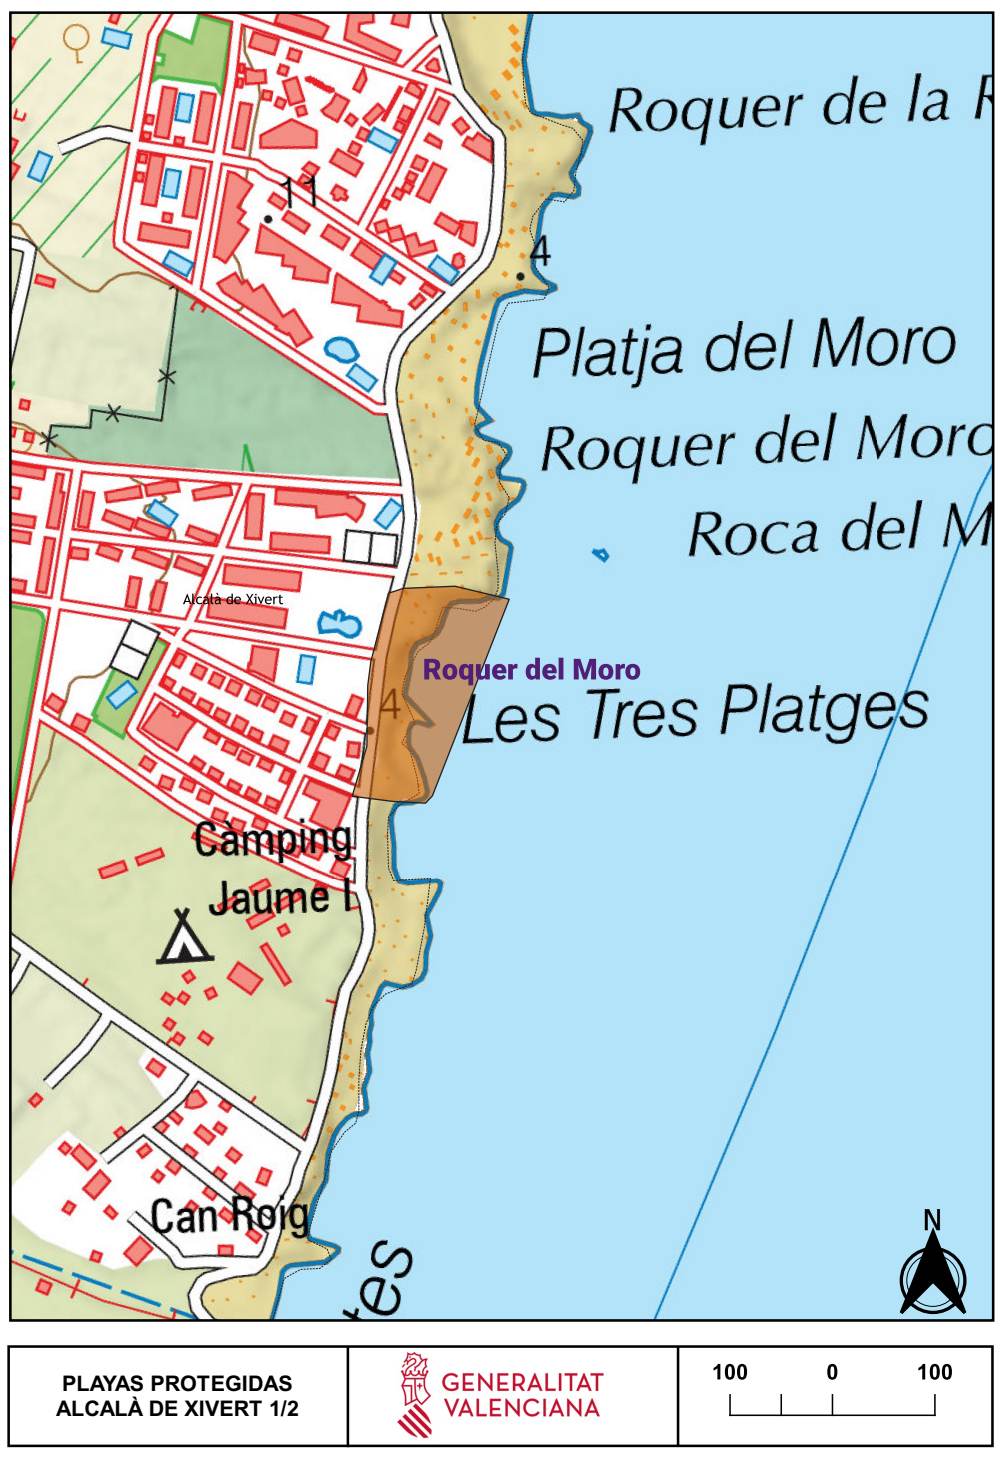 Roquer de la
11
4
Platja del Moro
Roquer del Moro
Roca del M
Alcalà de Xivert
Roquer del Moro
4
Les Tres Platges
Càmping
Jaume I
Can Roig
tes
N
PLAYAS PROTEGIDAS
ALCALÀ DE XIVERT 1/2
GENERALITAT
VALENCIANA
100 0 100